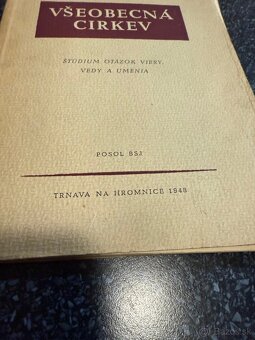 VŠEOBECNÁ
CIRKEV
ŠTÚDIUM OTÁZOK VIERY,
VEDY A UMENIA
POSOL BSJ
TRNAVA NA HROMNICE 1948